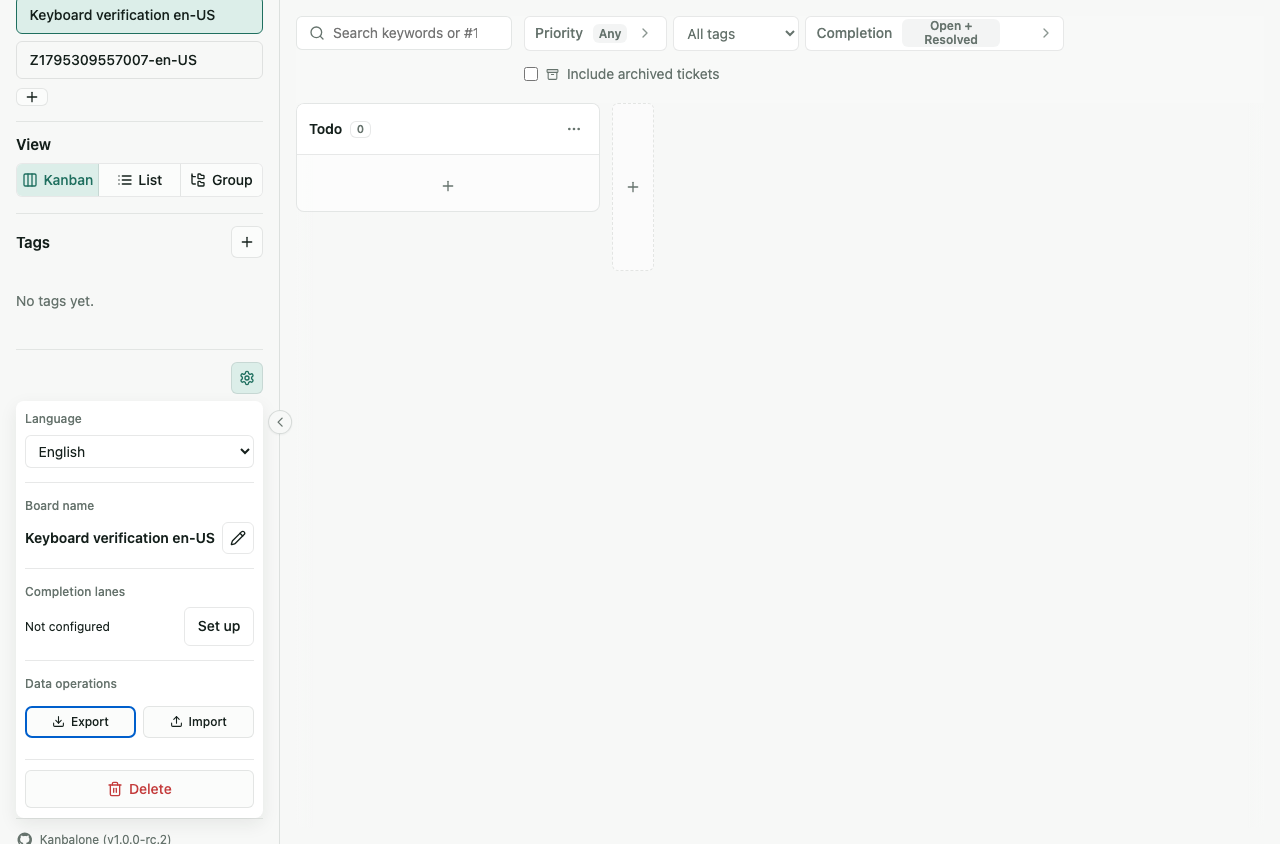 Keyboard verification en-US
Z1795309557007-en-US
View
Kanban
List
Group
Tags
No tags yet.
Language
English
Board name
Keyboard verification en-US
Completion lanes
Not configured
Set up
Data operations
Export
Import
Delete
Kanbalone (v1.0.0-rc.2)
Search keywords or #1
Priority
Any
All tags
Completion
Open +
Resolved
Include archived tickets
Todo
0